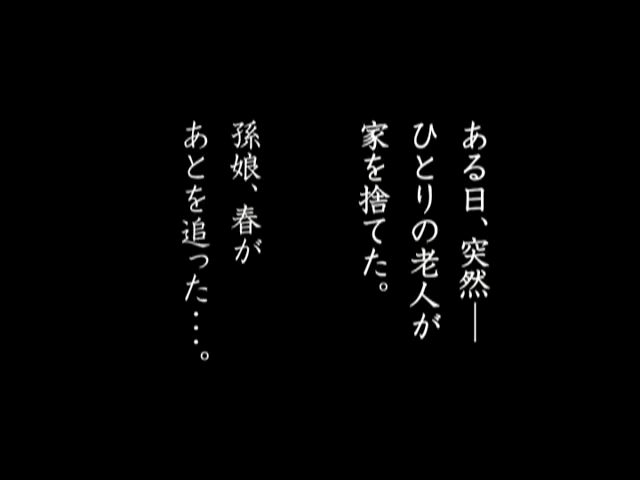 ある日、突然──
ひとりの老人が
家を捨てた。
孫娘、春が
あとを追った…。